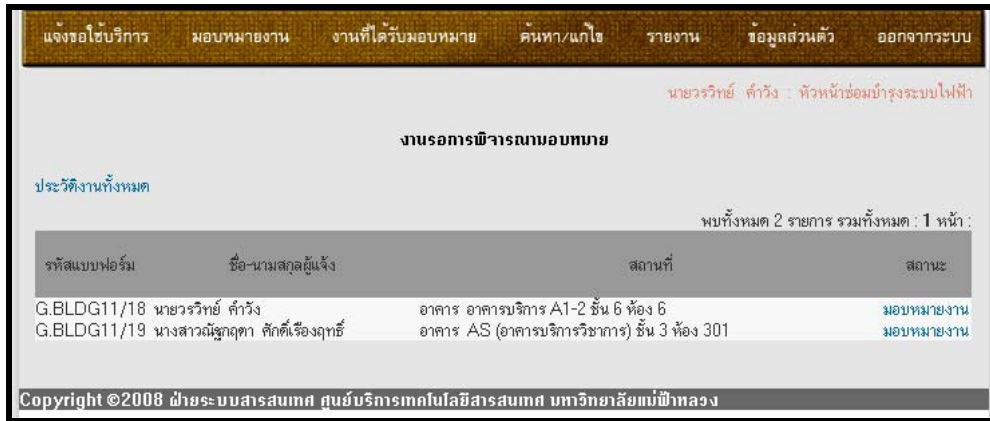 แจ้งขอใช้บริการ มอบหมายงาน งานที่ได้รับมอบหมาย ค้นหา/แก้ไข รายงาน ข้อมูลส่วนตัว ออกจากระบบ
นายวรวิทย์ คำวัง : หัวหน้าซ่อมบำรุงระบบไฟฟ้า
งานรอการพิจารณามอบหมาย
ประวัติงานทั้งหมด
พบทั้งหมด 2 รายการ รวมทั้งหมด : 1 หน้า :
รหัสแบบฟอร์ม ชื่อ-นามสกุลผู้แจ้ง สถานที่ สถานะ
G.BLDG11/18 นายวรวิทย์ คำวัง อาคาร อาคารบริการ A1-2 ชั้น 6 ห้อง 6 มอบหมายงาน
G.BLDG11/19 นางสาวณัฐกฤตา ศักดิ์เรืองฤทธิ์ อาคาร AS (อาคารบริการวิชาการ) ชั้น 3 ห้อง 301 มอบหมายงาน
Copyright ©2008 ฝ่ายระบบสารสนเทศ ศูนย์บริการเทคโนโลยีสารสนเทศ มหาวิทยาลัยแม่ฟ้าหลวง